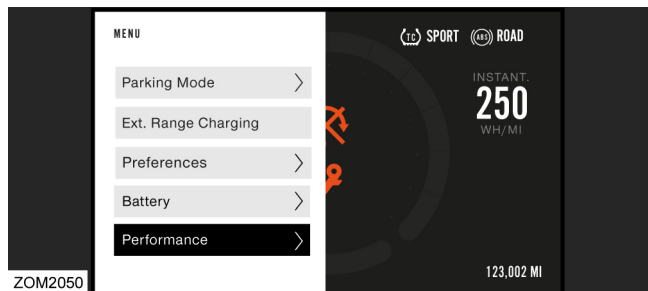 MENU
Parking Mode
Ext. Range Charging
Preferences
Battery
Performance
TC SPORT ABS ROAD
INSTANT.
250
WH/MI
123,002 MI
ZOM2050